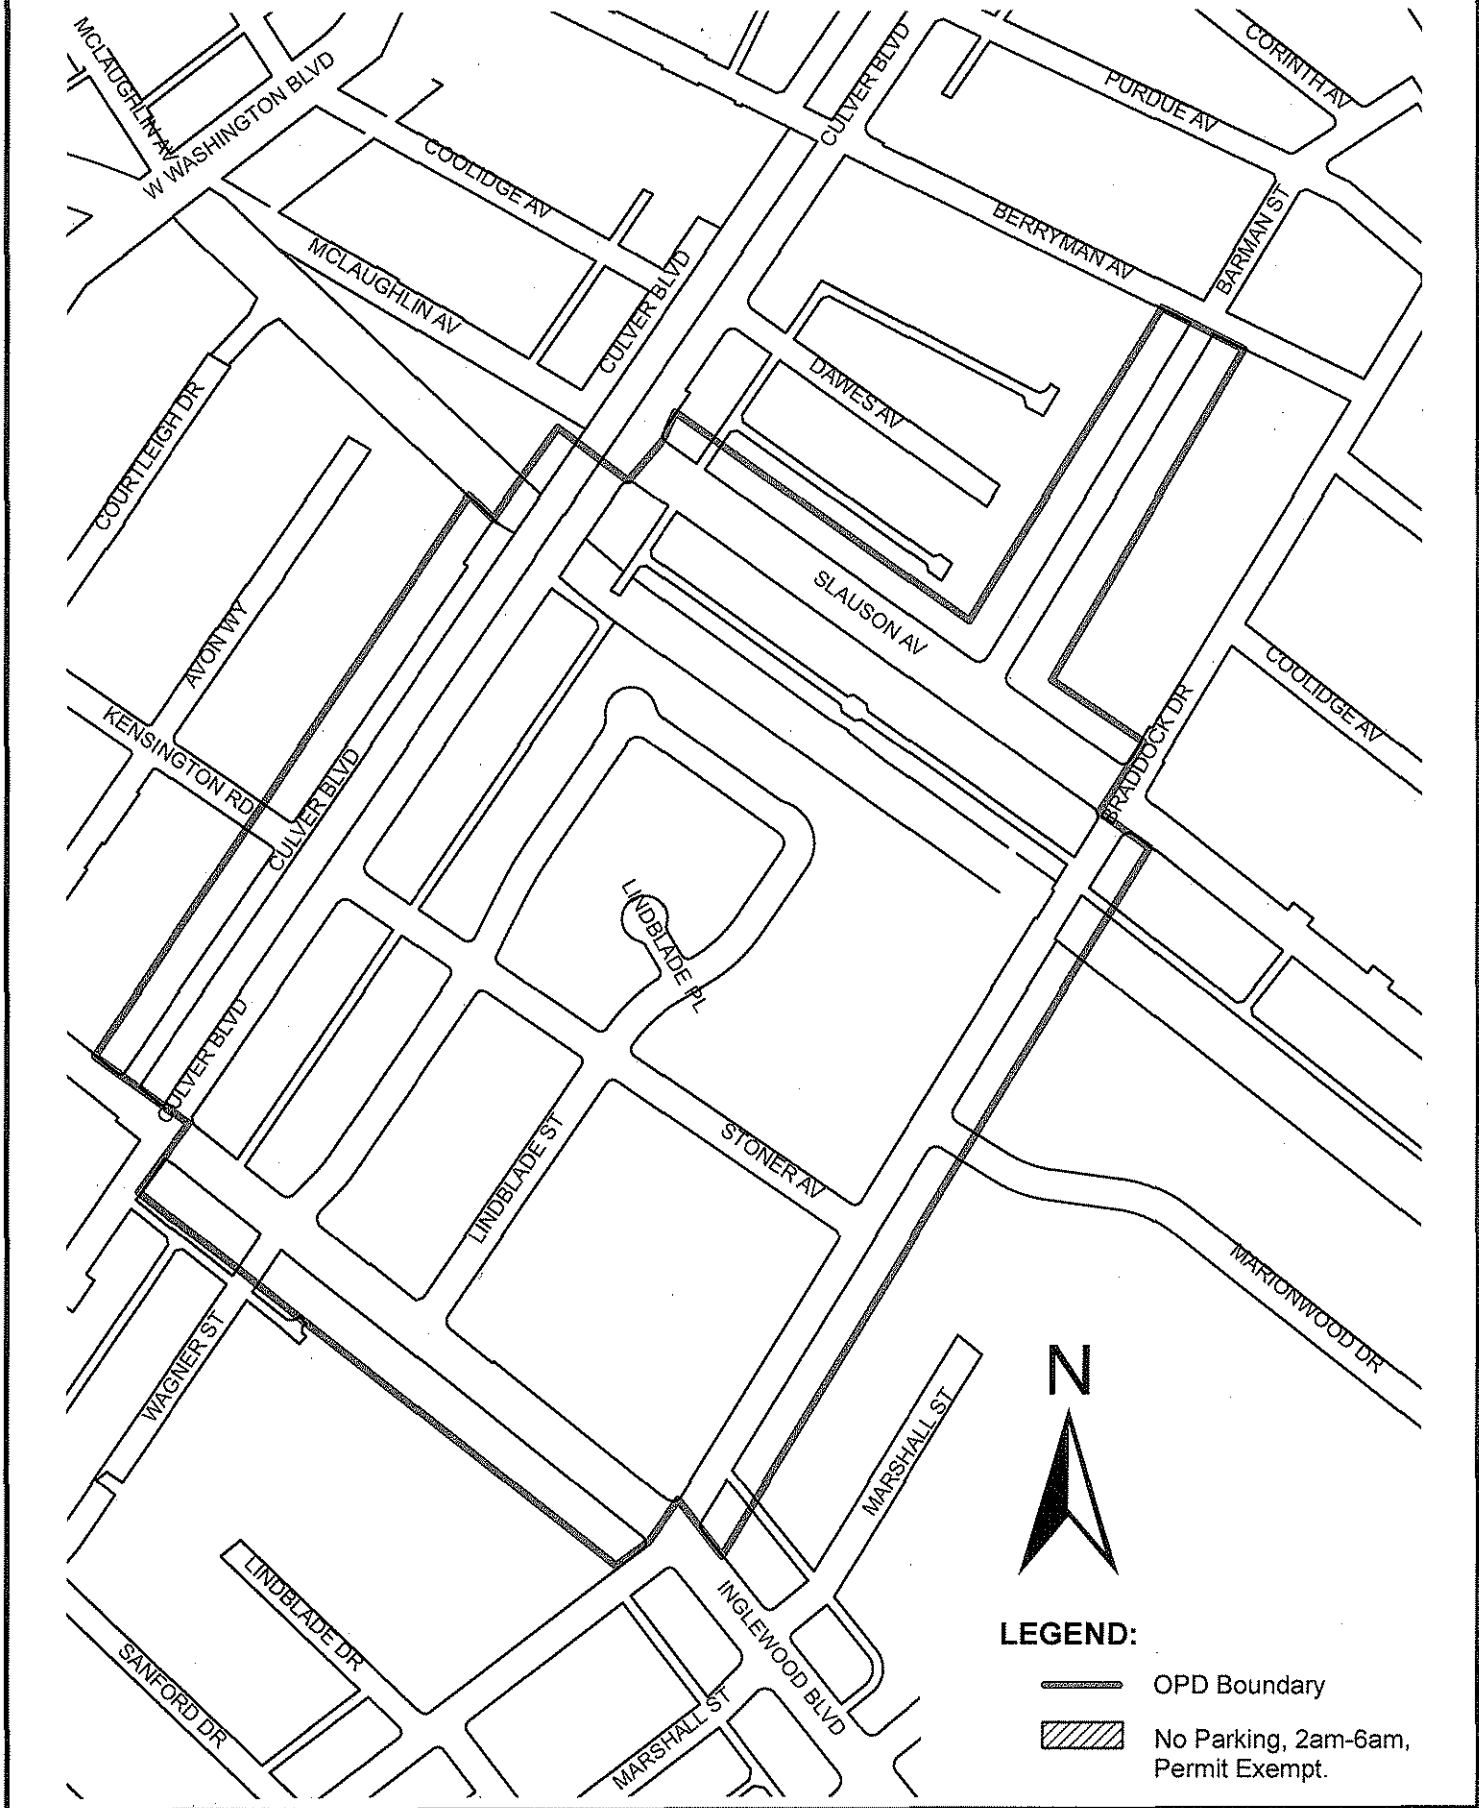 MCLAUGHLIN AV
W WASHINGTON BLVD
CULVER BLVD
CORINTH AV
PURDUE AV
COOLIDGE AV
BERRYMAN AV
BARMAN ST
MCLAUGHLIN AV
CULVER BLVD
DAWES AV
COURTLEIGH DR
SLAUSON AV
AVON WY
COOLIDGE AV
KENSINGTON RD
BRADDOCK DR
CULVER BLVD
LINDBLADE PL
CULVER BLVD
STONER AV
LINDBLADE ST
MARIONWOOD DR
WAGNER ST
N
MARSHALL ST
LINDBLADE DR
INGLEWOOD BLVD
SANFORD DR
MARSHALL ST
LEGEND:
OPD Boundary
No Parking, 2am-6am,
Permit Exempt.